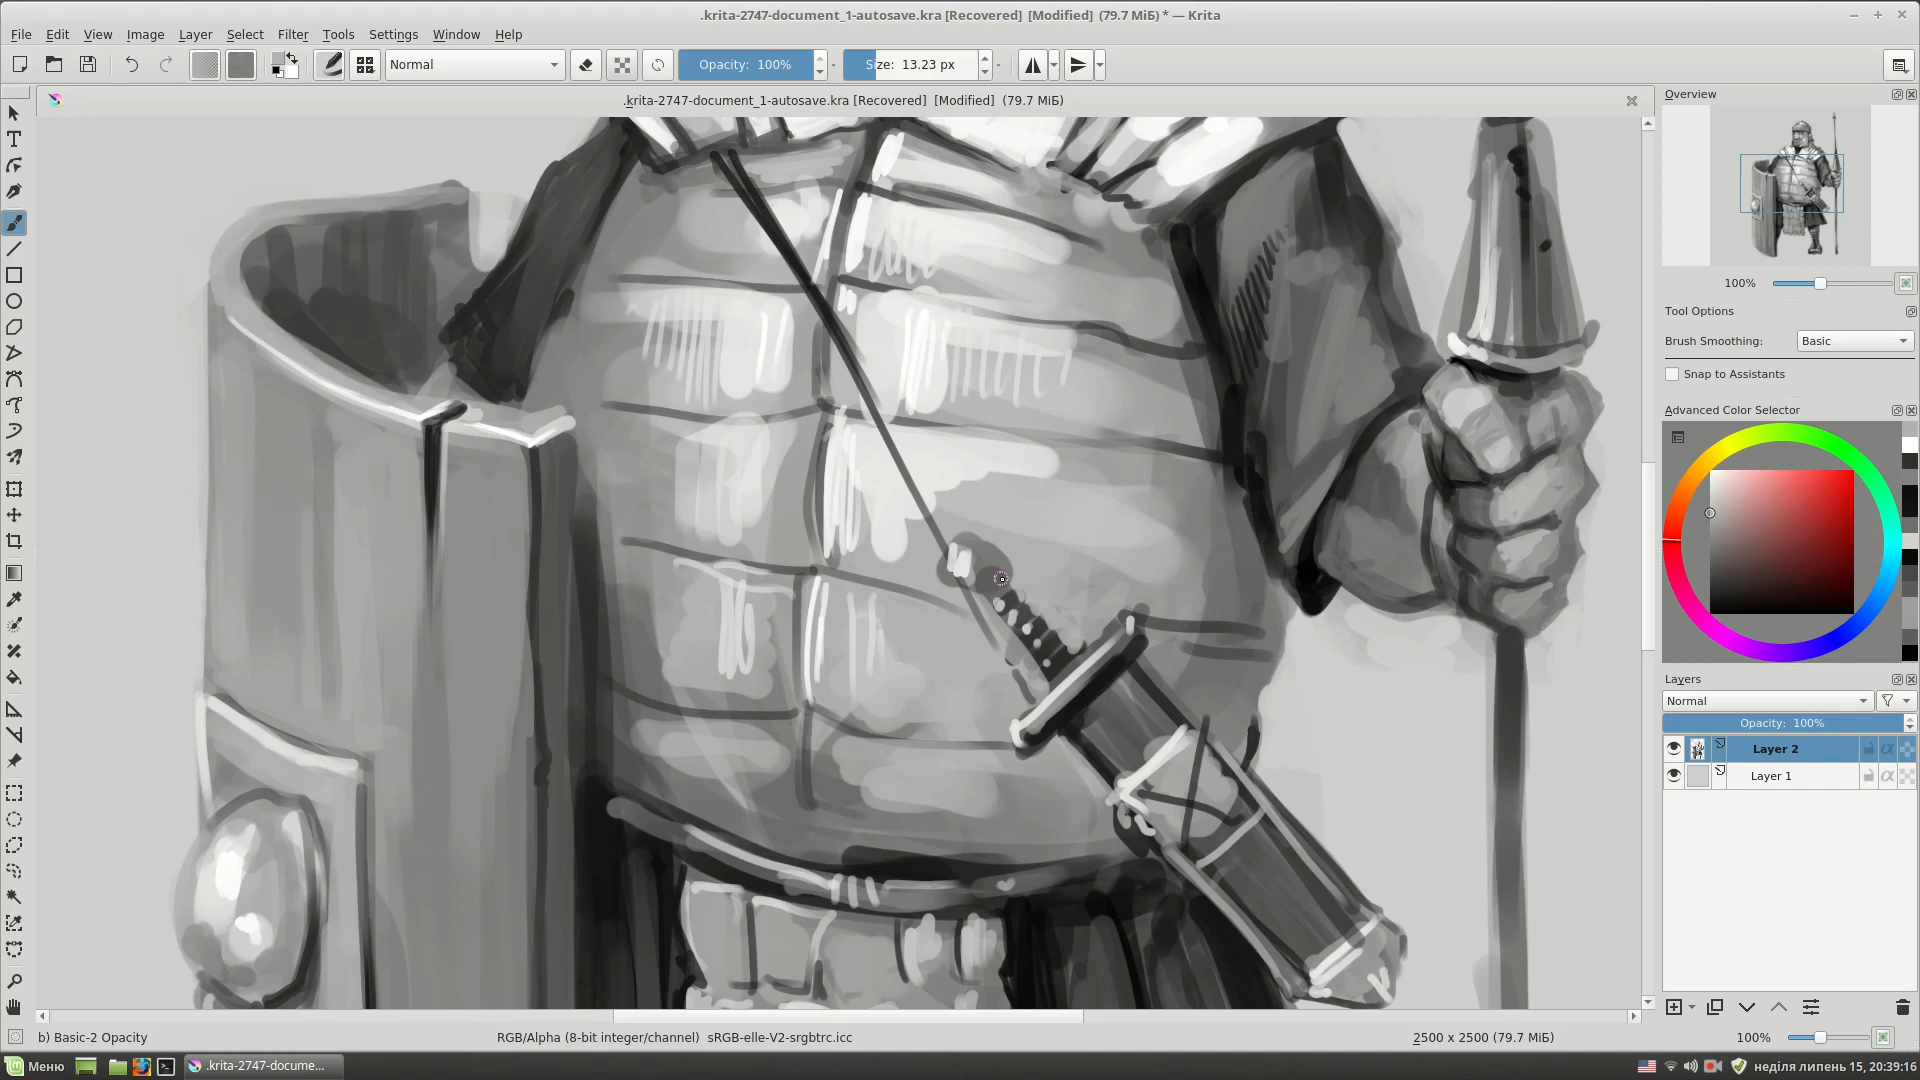 .krita-2747-document_1-autosave.kra [Recovered] [Modified] (79.7 МіБ) * — Krita
File Edit View Image Layer Select Filter Tools Settings Window Help
Normal Opacity: 100% Size: 13.23 px
.krita-2747-document_1-autosave.kra [Recovered] [Modified] (79.7 МіБ)
Overview
100%
Tool Options
Brush Smoothing: Basic
Snap to Assistants
Advanced Color Selector
Layers
Normal
Opacity: 100%
Layer 2
Layer 1
b) Basic-2 Opacity RGB/Alpha (8-bit integer/channel) sRGB-elle-V2-srgbtrc.icc 2500 x 2500 (79.7 МіБ) 100%
Меню .krita-2747-docume... неділя липень 15, 20:39:16